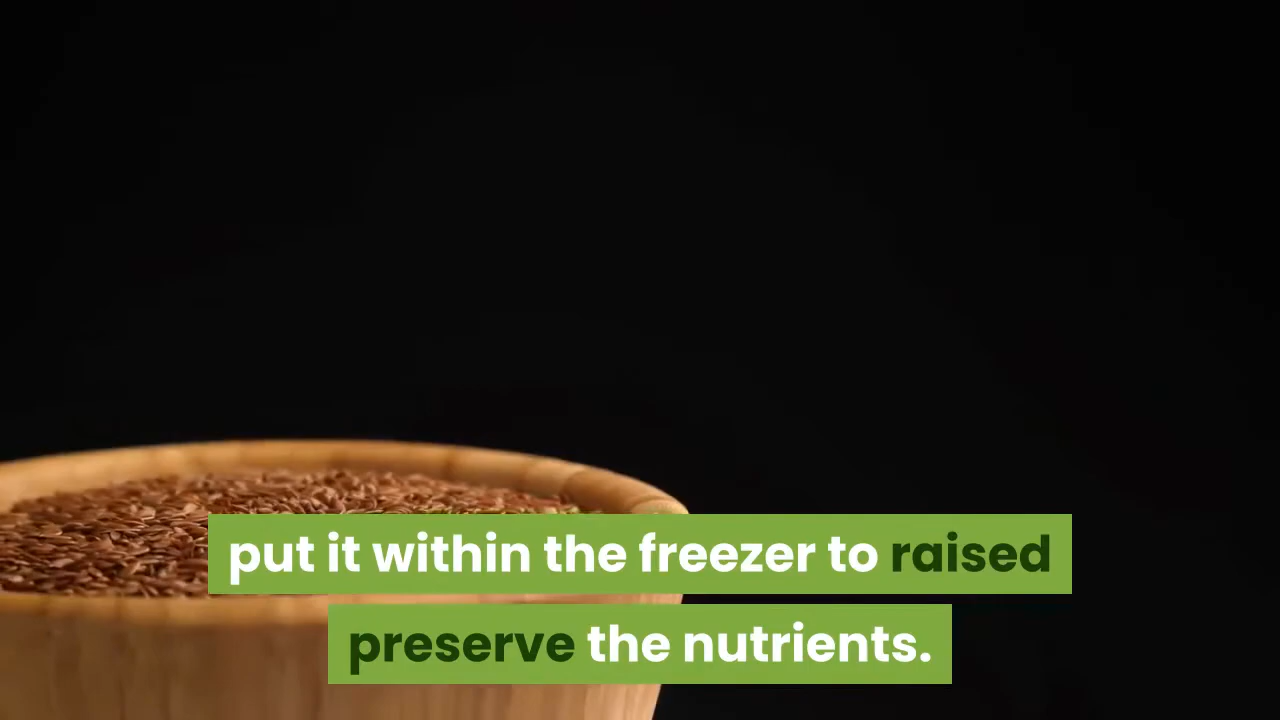 put it within the freezer to raised
preserve the nutrients.